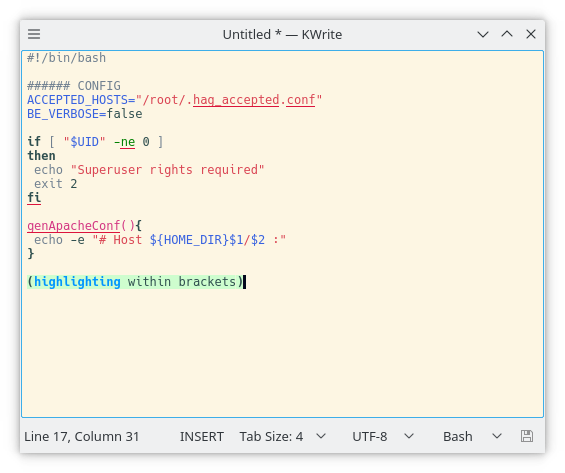 Untitled * — KWrite
#!/bin/bash

###### CONFIG
ACCEPTED_HOSTS="/root/.hag_accepted.conf"
BE_VERBOSE=false

if [ "$UID" -ne 0 ]
then
 echo "Superuser rights required"
 exit 2
fi

genApacheConf(){
 echo -e "# Host ${HOME_DIR}$1/$2 :"
}

(highlighting within brackets)
Line 17, Column 31 INSERT Tab Size: 4 UTF-8 Bash